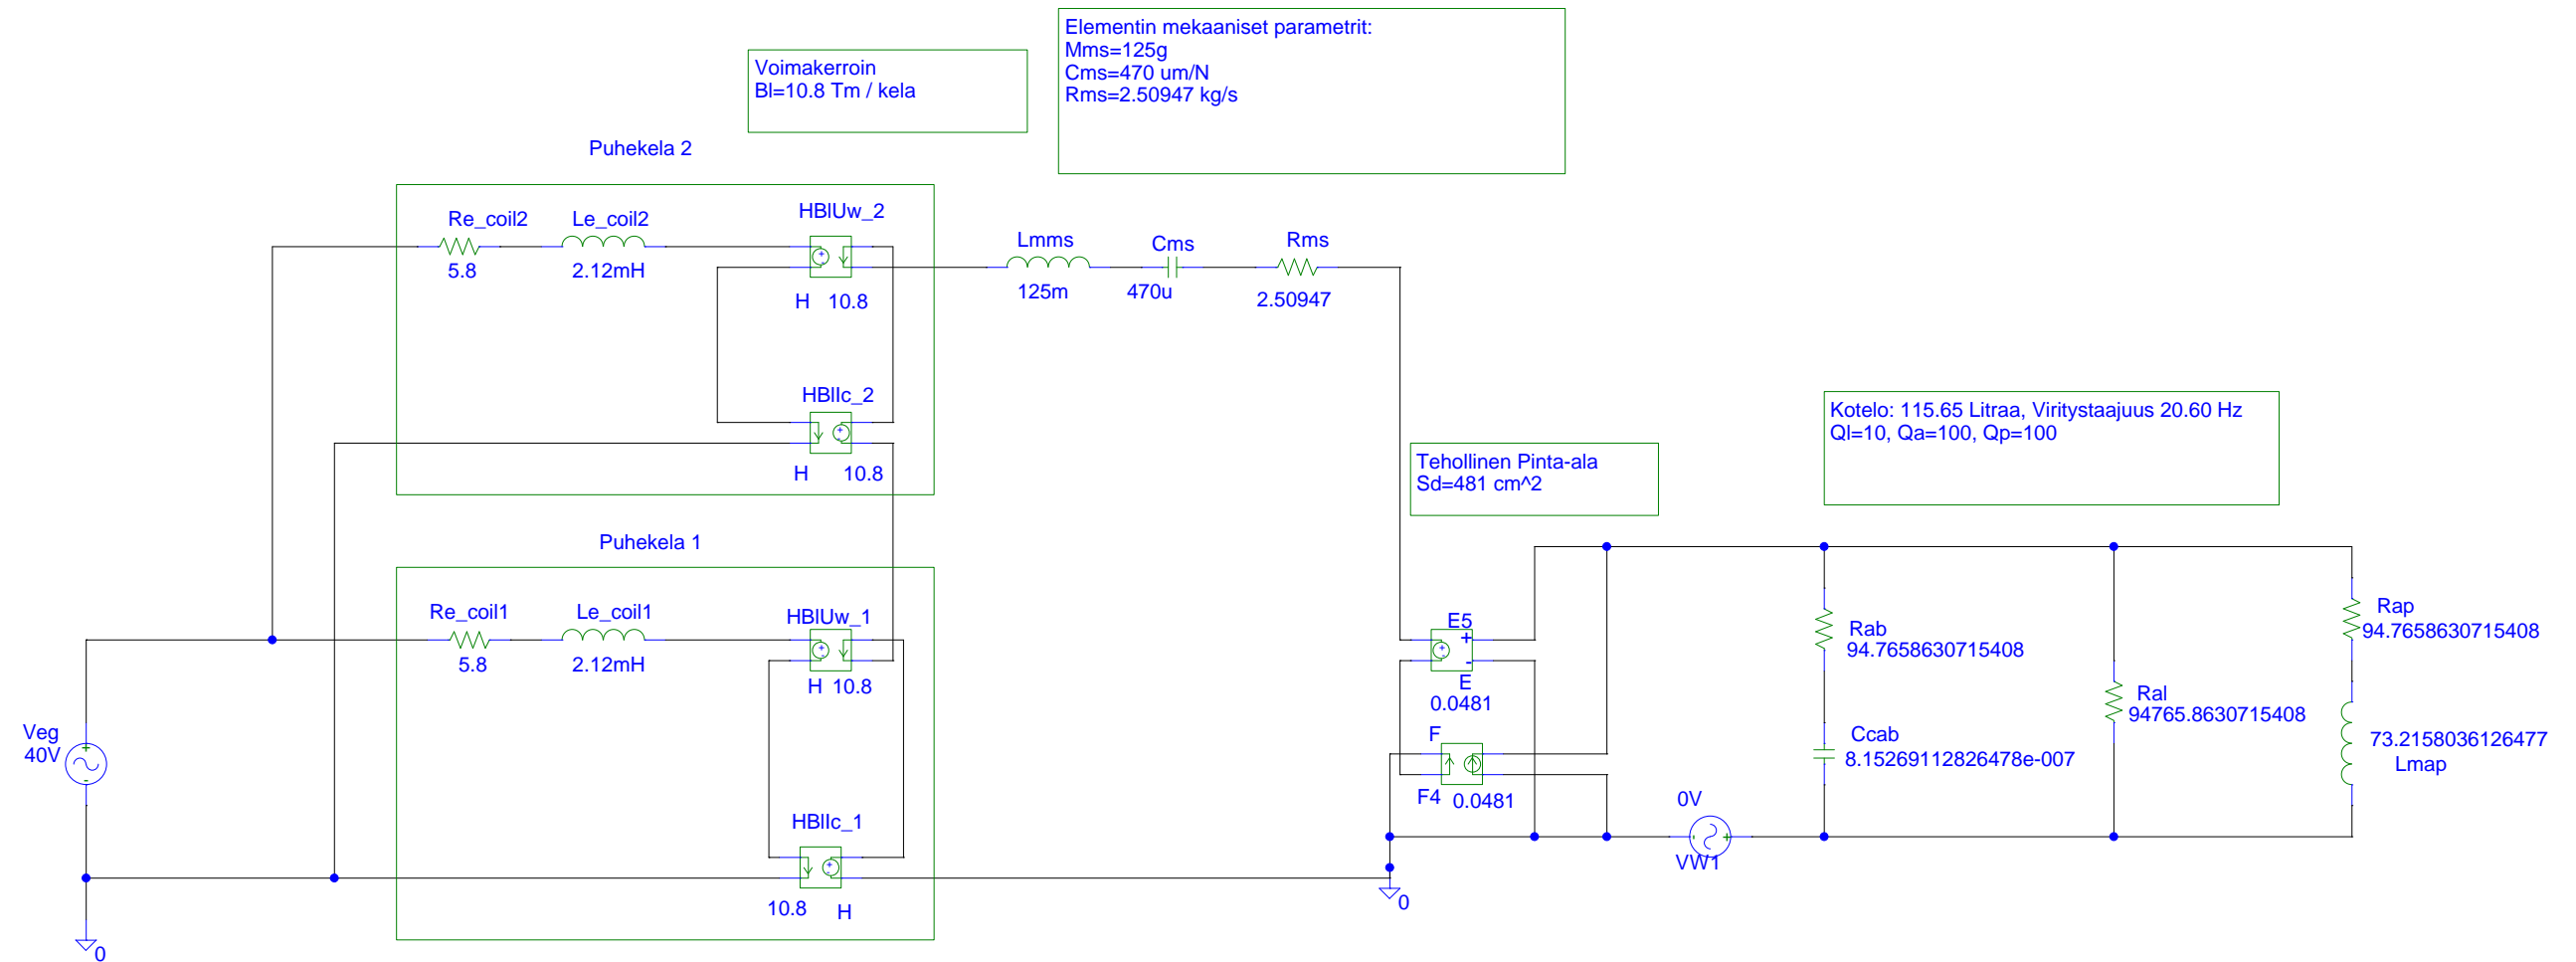 Elementin mekaaniset parametrit:
Mms=125g
Cms=470 um/N
Rms=2.50947 kg/s
Voimakerroin
Bl=10.8 Tm / kela
Puhekela 2
Re_coil2
5.8
Le_coil2
2.12mH
HBlUw_2
H 10.8
Lmms
125m
Cms
470u
Rms
2.50947
HBlIc_2
H 10.8
Kotelo: 115.65 Litraa, Viritystaajuus 20.60 Hz
Ql=10, Qa=100, Qp=100
Tehollinen Pinta-ala
Sd=481 cm^2
Puhekela 1
Re_coil1
5.8
Le_coil1
2.12mH
HBlUw_1
H 10.8
E5
+
-
E
0.0481
F
F4 0.0481
Rab
94.7658630715408
Rap
94.7658630715408
Ral
94765.8630715408
Veg
40V
+
-
Ccab
8.15269112826478e-007
73.2158036126477
Lmap
0V
- +
VW1
HBlIc_1
10.8 H
0
0